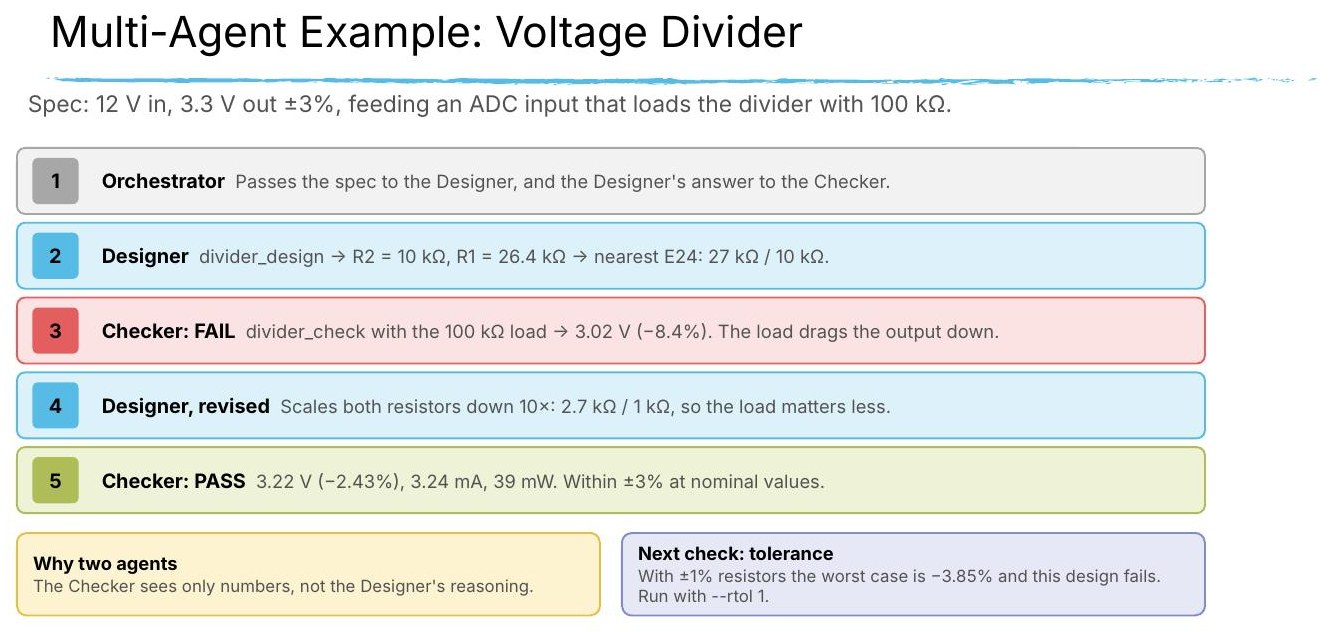 Multi-Agent Example: Voltage Divider
Spec: 12 V in, 3.3 V out ±3%, feeding an ADC input that loads the divider with 100 kΩ.
1 Orchestrator Passes the spec to the Designer, and the Designer's answer to the Checker.
2 Designer divider_design → R2 = 10 kΩ, R1 = 26.4 kΩ → nearest E24: 27 kΩ / 10 kΩ.
3 Checker: FAIL divider_check with the 100 kΩ load → 3.02 V (−8.4%). The load drags the output down.
4 Designer, revised Scales both resistors down 10×: 2.7 kΩ / 1 kΩ, so the load matters less.
5 Checker: PASS 3.22 V (−2.43%), 3.24 mA, 39 mW. Within ±3% at nominal values.
Why two agents
The Checker sees only numbers, not the Designer's reasoning.
Next check: tolerance
With ±1% resistors the worst case is −3.85% and this design fails.
Run with --rtol 1.